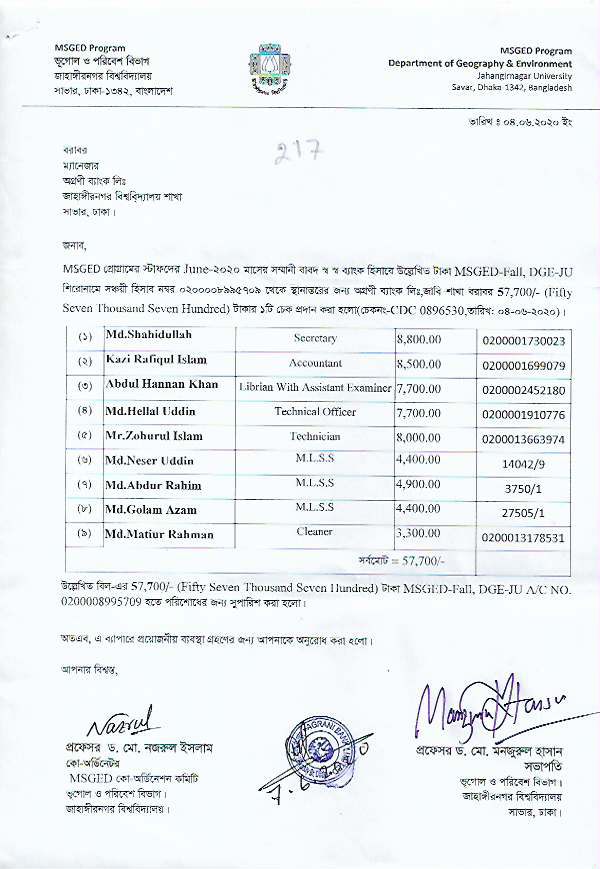 MSGED Program
ভূগোল ও পরিবেশ বিভাগ
জাহাঙ্গীরনগর বিশ্ববিদ্যালয়
সাভার, ঢাকা-১৩৪২, বাংলাদেশ
MSGED Program
Department of Geography & Environment
Jahangirnagar University
Savar, Dhaka 1342, Bangladesh
তারিখ ঃ ০৪.০৬.২০২০ ইং
217
বরাবর
ম্যানেজার
অগ্রণী ব্যাংক লিঃ
জাহাঙ্গীরনগর বিশ্ববিদ্যালয় শাখা
সাভার, ঢাকা।
জনাব,
MSGED প্রোগ্রামের স্টাফদের June-২০২০ মাসের সম্মানী বাবদ স্ব স্ব ব্যাংক হিসাবে উল্লেখিত টাকা MSGED-Fall, DGE-JU
শিরোনামে সঞ্চয়ী হিসাব নম্বর ০২০০০০৮৯৯৫৭০৯ থেকে স্থানান্তরের জন্য অগ্রণী ব্যাংক লিঃ,জাবি শাখা বরাবর 57,700/- (Fifty
Seven Thousand Seven Hundred) টাকার ১টি চেক প্রদান করা হলো(চেকনং-CDC 0896530,তারিখ: ০৪-০৬-২০২০)।
(১) Md.Shahidullah Secretary 8,800.00 0200001730023
(২) Kazi Rafiqul Islam Accountant 8,500.00 0200001699079
(৩) Abdul Hannan Khan Librian With Assistant Examiner 7,700.00 0200002452180
(৪) Md.Hellal Uddin Technical Officer 7,700.00 0200001910776
(৫) Mr.Zohurul Islam Technician 8,000.00 0200013663974
(৬) Md.Neser Uddin M.L.S.S 4,400.00 14042/9
(৭) Md.Abdur Rahim M.L.S.S 4,900.00 3750/1
(৮) Md.Golam Azam M.L.S.S 4,400.00 27505/1
(৯) Md.Matiur Rahman Cleaner 3,300.00 0200013178531
সর্বমোট = 57,700/-
উল্লেখিত বিল-এর 57,700/- (Fifty Seven Thousand Seven Hundred) টাকা MSGED-Fall, DGE-JU A/C NO.
0200008995709 হতে পরিশোধের জন্য সুপারিশ করা হলো।
অতএব, এ ব্যাপারে প্রয়োজনীয় ব্যবস্থা গ্রহণের জন্য আপনাকে অনুরোধ করা হলো।
আপনার বিশ্বস্ত,
Nazrul
প্রফেসর ড. মো. নজরুল ইসলাম
কো-অর্ডিনেটর
MSGED কো-অর্ডিনেশন কমিটি
ভূগোল ও পরিবেশ বিভাগ।
জাহাঙ্গীরনগর বিশ্ববিদ্যালয়।
AGRANI BANK
7.6.20
প্রফেসর ড. মো. মনজুরুল হাসান
সভাপতি
ভূগোল ও পরিবেশ বিভাগ।
জাহাঙ্গীরনগর বিশ্ববিদ্যালয়
সাভার, ঢাকা।